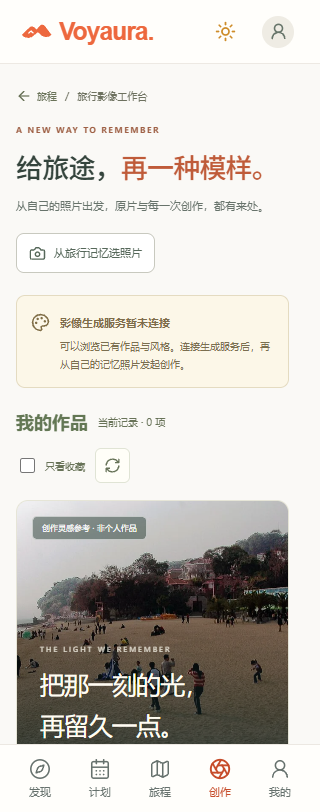 Voyaura.
旅程 / 旅行影像工作台
A NEW WAY TO REMEMBER
给旅途，再一种模样。
从自己的照片出发，原片与每一次创作，都有来处。
从旅行记忆选照片
影像生成服务暂未连接
可以浏览已有作品与风格。连接生成服务后，再
从自己的记忆照片发起创作。
我的作品 当前记录 · 0 项
只看收藏
创作灵感参考 · 非个人作品
THE LIGHT WE REMEMBER
把那一刻的光，
再留久一点。
发现 计划 旅程 创作 我的